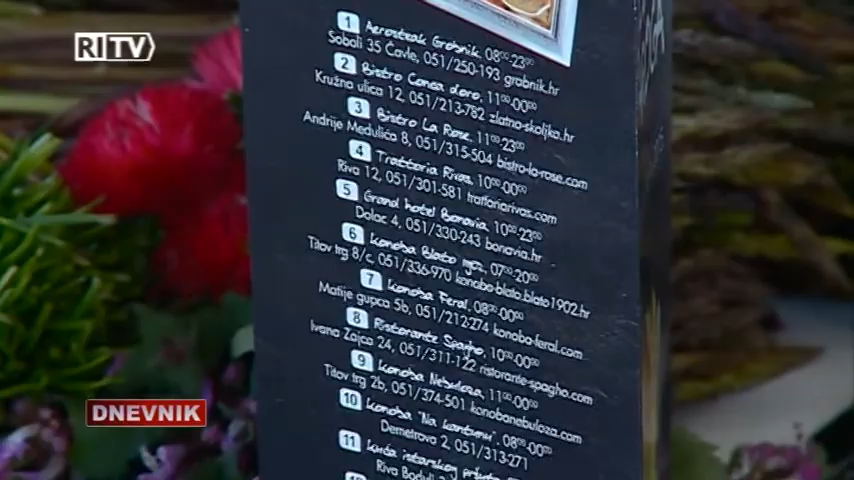 RITV
1
Aerosteak Grobnik, 08⁰⁰-23⁰⁰
Soboli 35 Čavle, 051/250-193 grobnik.hr
2
Bistro Conca d'oro, 11⁰⁰-00⁰⁰
Kružna ulica 12, 051/213-782 zlatna-skoljka.hr
3
Bistro La Rose, 11⁰⁰-23⁰⁰
Andrije Medulića 8, 051/315-504 bistro-la-rose.com
4
Trattoria Riva, 10⁰⁰-00⁰⁰
Riva 12, 051/301-581 trattoriarivas.com
5
Grand hotel Bonavia, 10⁰⁰-23⁰⁰
Dolac 4, 051/330-243 bonavia.hr
6
Konoba Blato 1902, 07⁰⁰-20⁰⁰
Titov trg 8/c, 051/336-970 konoba-blato.blato1902.hr
7
Konoba Feral, 08⁰⁰-00⁰⁰
Matije gupca 5b, 051/212-274 konoba-feral.com
8
Ristorante Spagho, 10⁰⁰-00⁰⁰
Ivana Zajca 24, 051/311-122 ristorante-spagho.com
9
Konoba Nebuloza, 11⁰⁰-00⁰⁰
Titov trg 2b, 051/374-501 konobanebuloza.com
10
Konoba "Na kantunu", 08⁰⁰-00⁰⁰
Demetrova 2, 051/313-271
11
Kuća istarskog pršuta
Riva Boduli
DNEVNIK